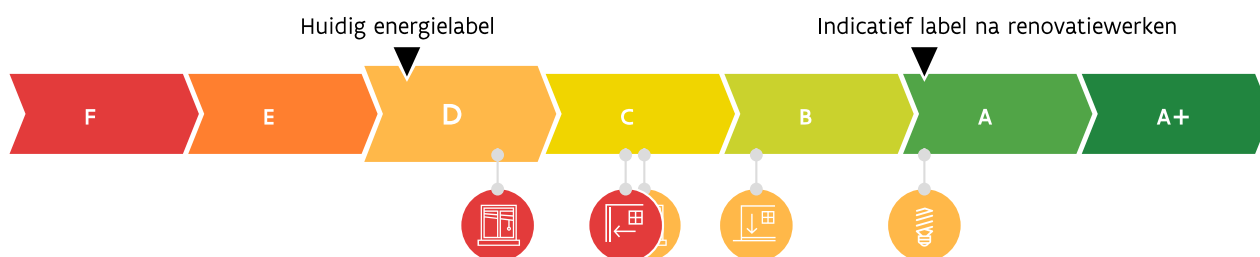 Huidig energielabel
Indicatief label na renovatiewerken
F
E
D
C
B
A
A+